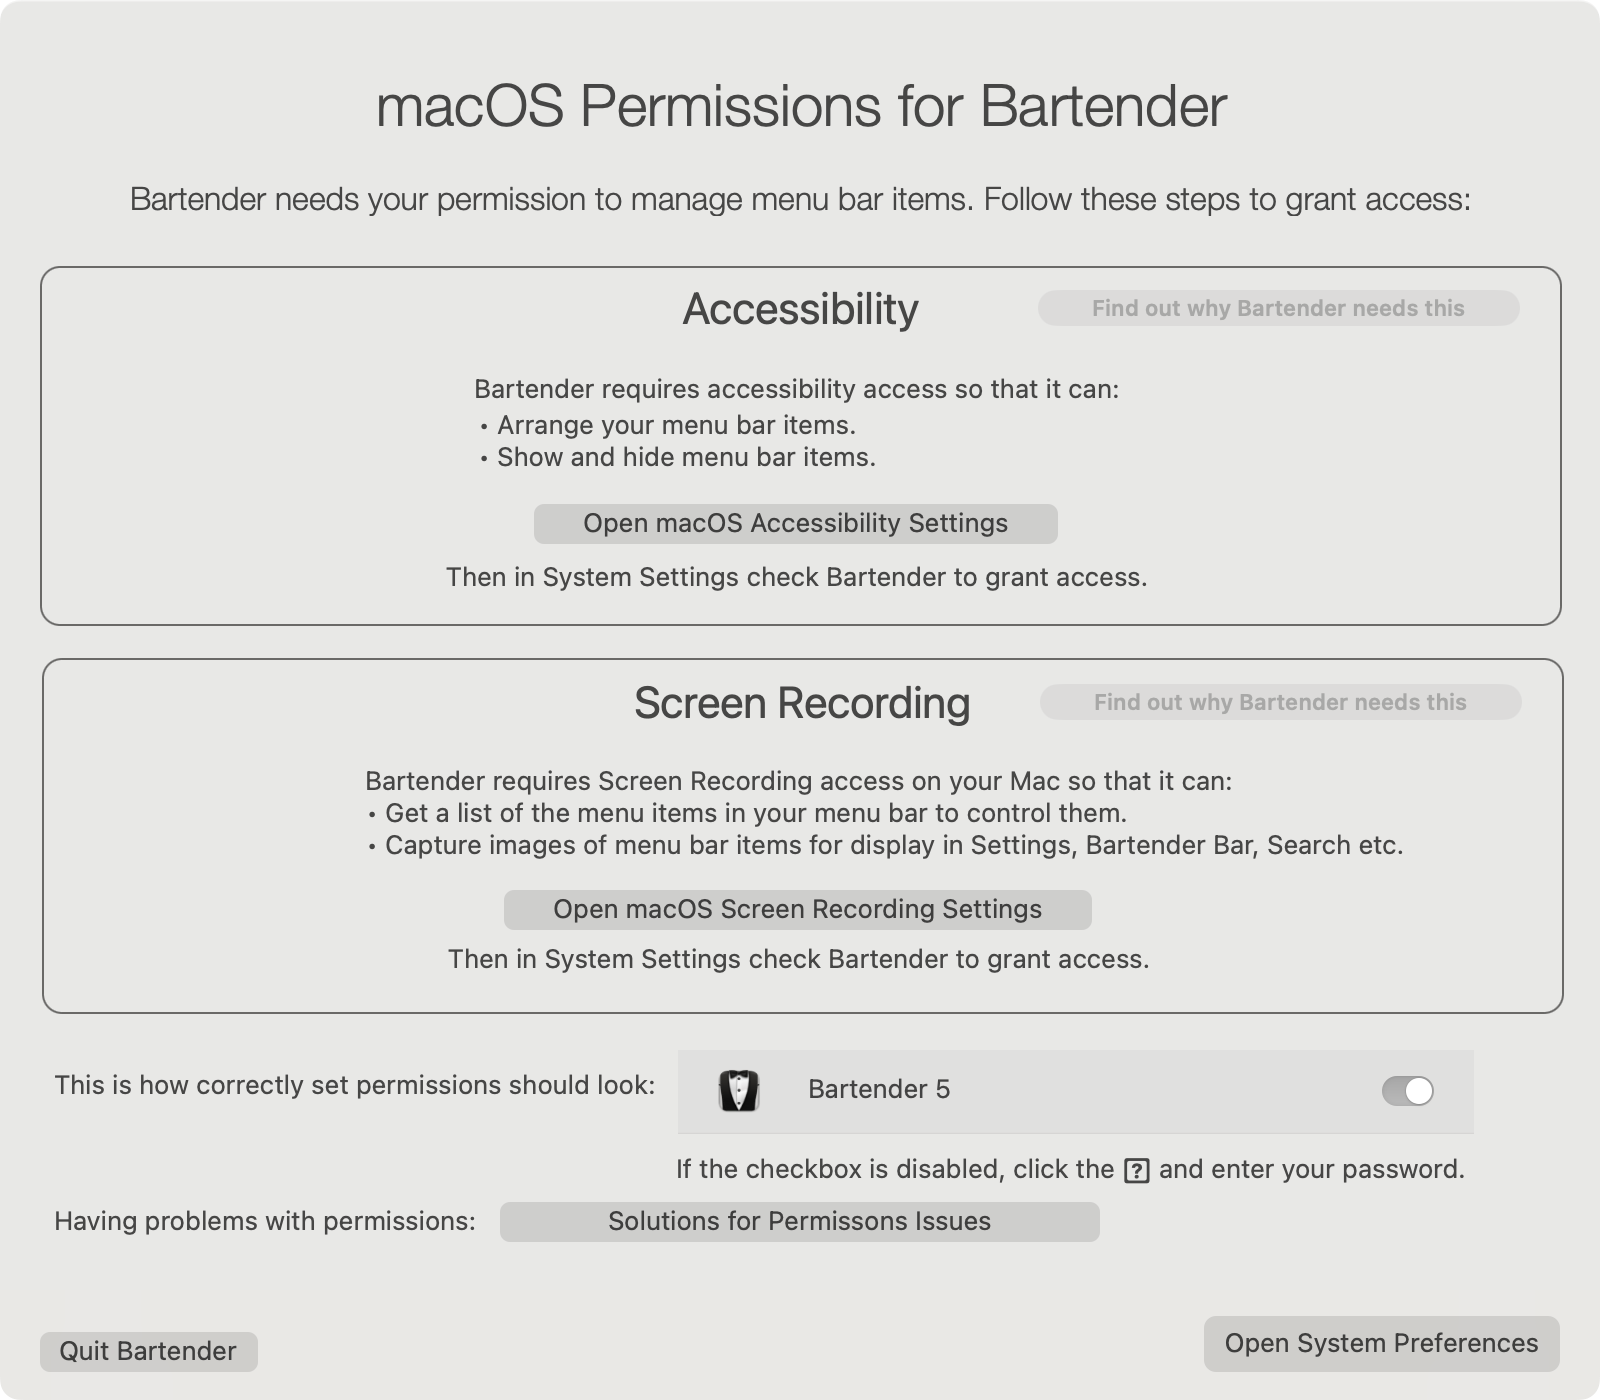 macOS Permissions for Bartender
Bartender needs your permission to manage menu bar items. Follow these steps to grant access:
Accessibility
Find out why Bartender needs this
Bartender requires accessibility access so that it can:
• Arrange your menu bar items.
• Show and hide menu bar items.
Open macOS Accessibility Settings
Then in System Settings check Bartender to grant access.
Screen Recording
Find out why Bartender needs this
Bartender requires Screen Recording access on your Mac so that it can:
• Get a list of the menu items in your menu bar to control them.
• Capture images of menu bar items for display in Settings, Bartender Bar, Search etc.
Open macOS Screen Recording Settings
Then in System Settings check Bartender to grant access.
This is how correctly set permissions should look:
Bartender 5
If the checkbox is disabled, click the ? and enter your password.
Having problems with permissions:
Solutions for Permissons Issues
Quit Bartender
Open System Preferences